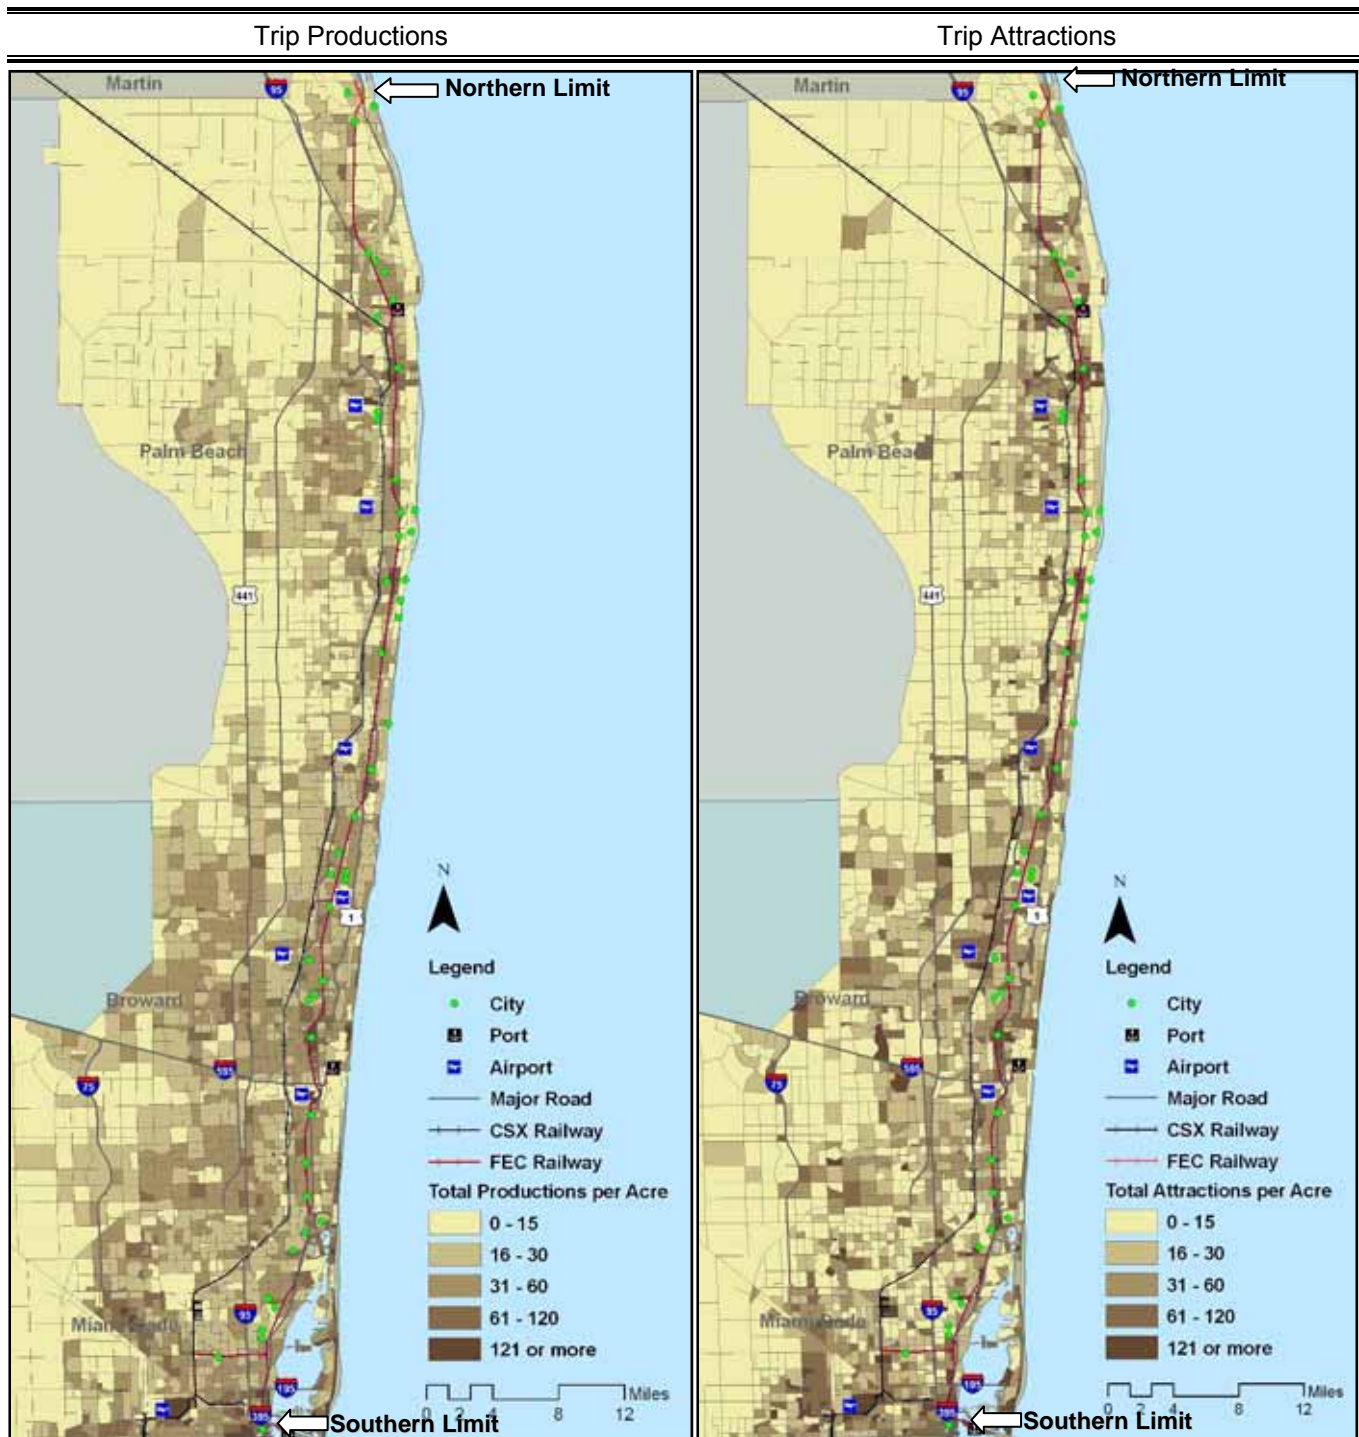 Trip Productions
Trip Attractions
Martin
95
Northern Limit
Palm Beach
441
N
1
Legend
City
Port
Airport
Major Road
CSX Railway
FEC Railway
Total Productions per Acre
0 - 15
16 - 30
31 - 60
61 - 120
121 or more
Broward
595
75
95
195
395
Miles
0 2 4 8 12
Southern Limit
Martin
95
Northern Limit
Palm Beach
441
N
1
Legend
City
Port
Airport
Major Road
CSX Railway
FEC Railway
Total Attractions per Acre
0 - 15
16 - 30
31 - 60
61 - 120
121 or more
Broward
595
75
Miami-Dade
95
195
395
Miles
8 12
Southern Limit